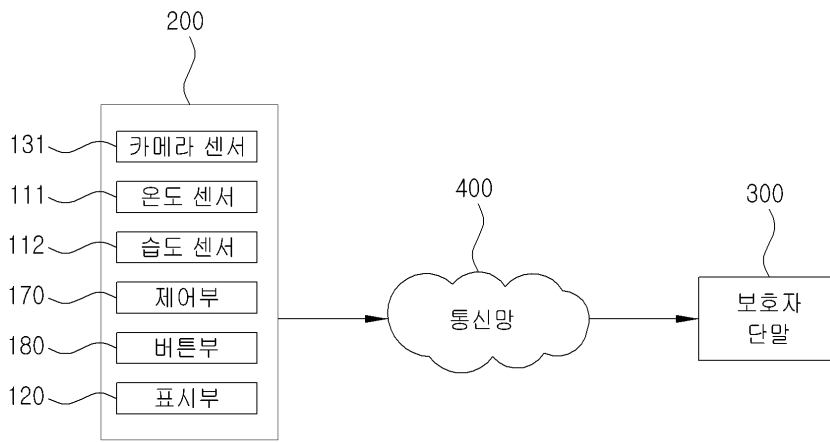 200
131 카메라 센서
111 온도 센서
112 습도 센서
170 제어부
180 버튼부
120 표시부
400
통신망
300
보호자
단말